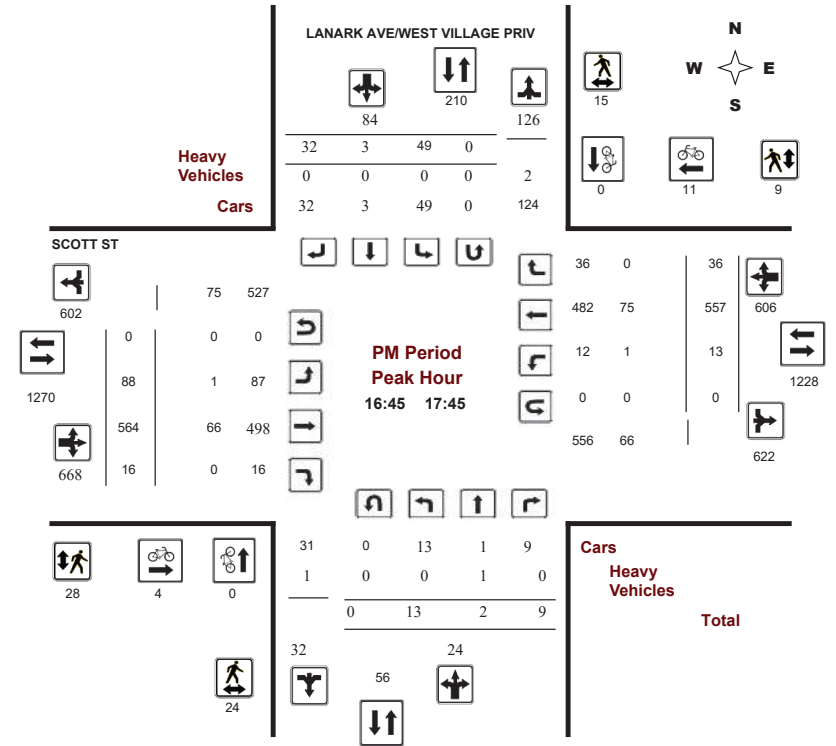 LANARK AVE/WEST VILLAGE PRIV
N
W E
S
210
15
84 126
32 3 49 0
Heavy
Vehicles
0 0 0 0 2
Cars
32 3 49 0 124
0 11 9
SCOTT ST
602
75 527
0 0 0
1270
88 1 87
564 66 498
668
16 0 16
PM Period
Peak Hour
16:45 17:45
36 0 36
482 75 557 606
12 1 13
1228
0 0 0
556 66
622
28 4 0
24
31 0 13 1 9
1 0 0 1 0
0 13 2 9
32 24
56
Cars
Heavy
Vehicles
Total